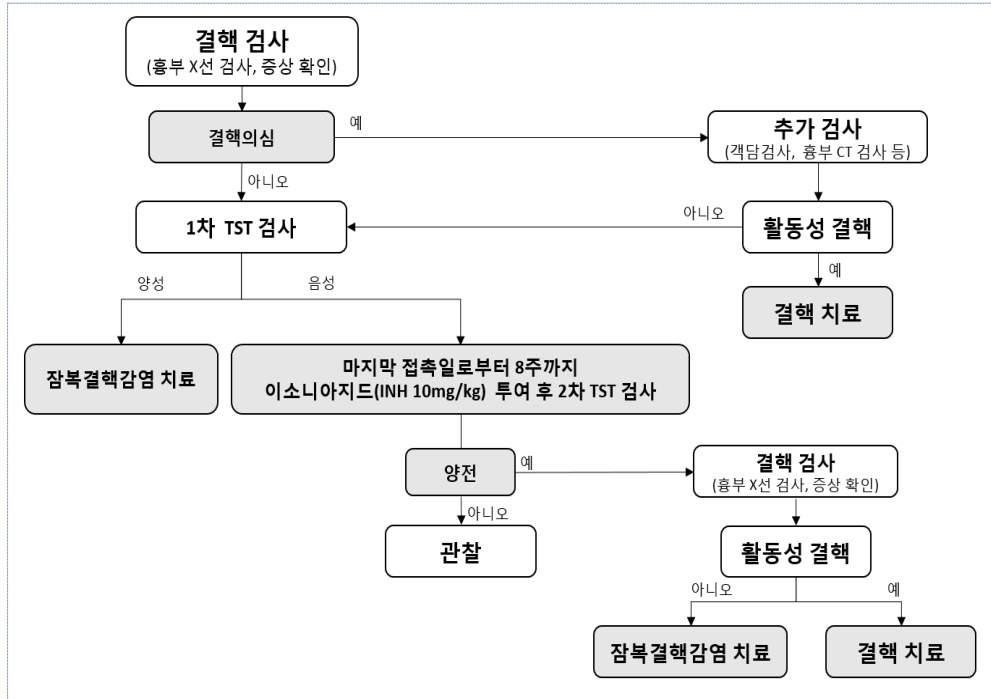 결핵 검사
(흉부 X선 검사, 증상 확인)
결핵의심
예
추가 검사
(객담검사, 흉부 CT 검사 등)
아니오
1차 TST 검사
아니오
활동성 결핵
예
결핵 치료
양성
음성
잠복결핵감염 치료
마지막 접촉일로부터 8주까지
이소니아지드(INH 10mg/kg) 투여 후 2차 TST 검사
양전
예
결핵 검사
(흉부 X선 검사, 증상 확인)
아니오
관찰
활동성 결핵
아니오
예
잠복결핵감염 치료
결핵 치료